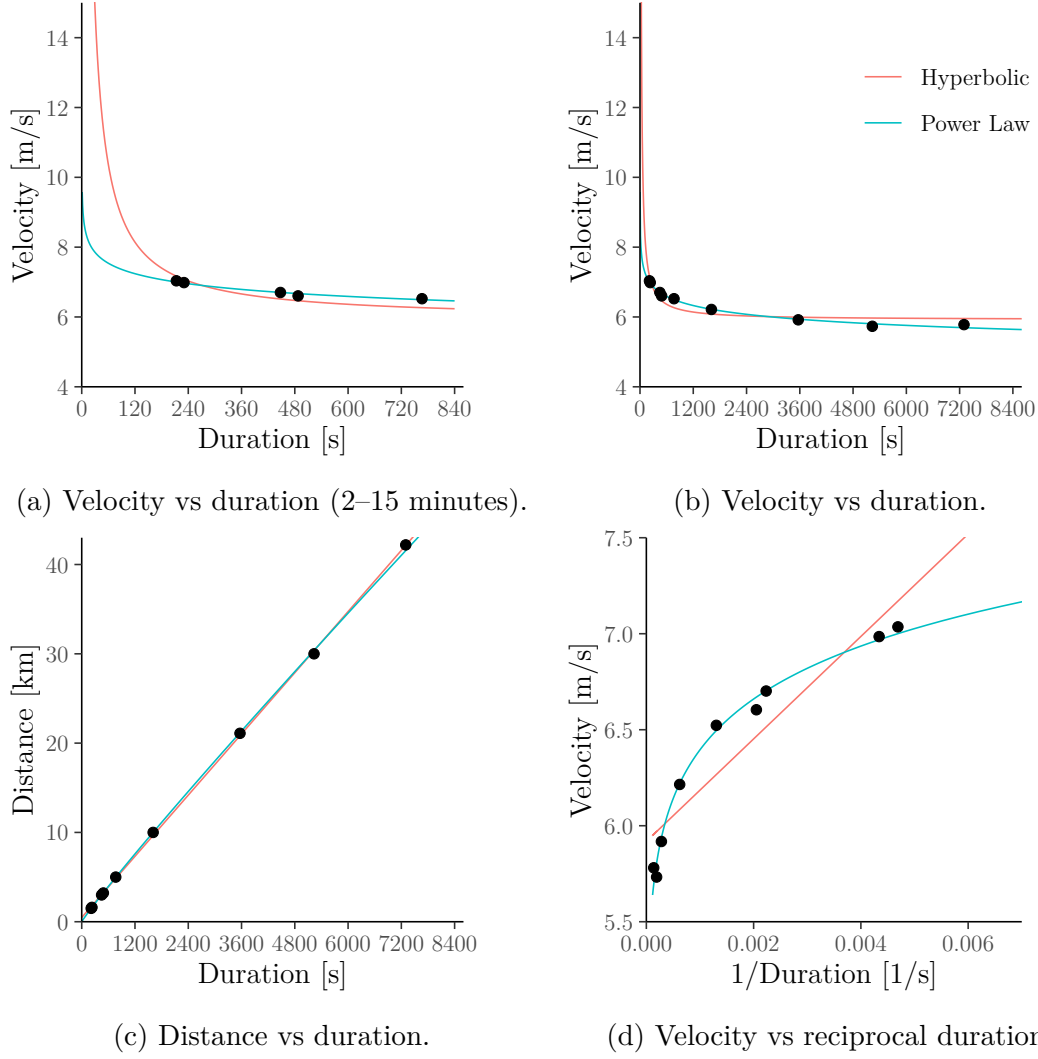 14
12
10
8
6
4
Velocity [m/s]
0 120 240 360 480 600 720 840
Duration [s]
(a) Velocity vs duration (2–15 minutes).
14
12
10
8
6
4
Velocity [m/s]
Hyperbolic
Power Law
0 1200 2400 3600 4800 6000 7200 8400
Duration [s]
(b) Velocity vs duration.
40
30
20
10
0
Distance [km]
0 1200 2400 3600 4800 6000 7200 8400
Duration [s]
(c) Distance vs duration.
7.5
7.0
6.5
6.0
5.5
Velocity [m/s]
0.000 0.002 0.004 0.006
1/Duration [1/s]
(d) Velocity vs reciprocal duration